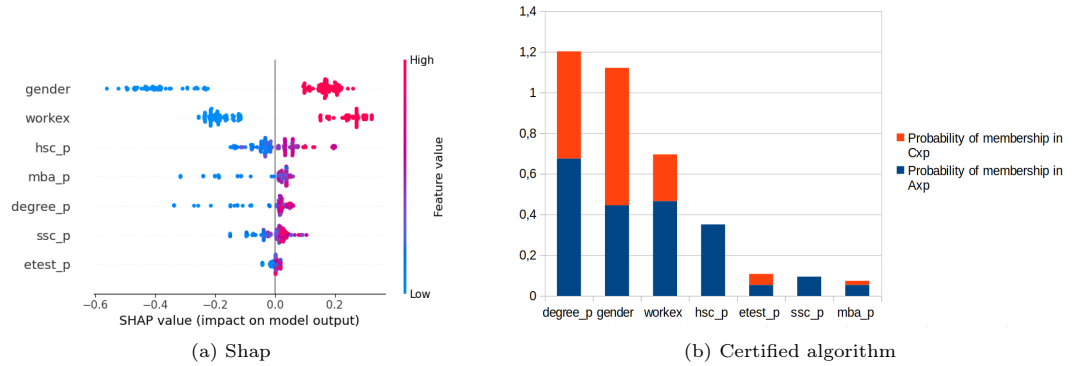 gender
workex
hsc_p
mba_p
degree_p
ssc_p
etest_p
−0.6
−0.4
−0.2
0.0
0.2
SHAP value (impact on model output)
High
Low
Feature value
(a) Shap
1,4
1,2
1
0,8
0,6
0,4
0,2
0
degree_p gender workex hsc_p etest_p ssc_p mba_p
Probability of membership in
Cxp
Probability of membership in
Axp
(b) Certified algorithm